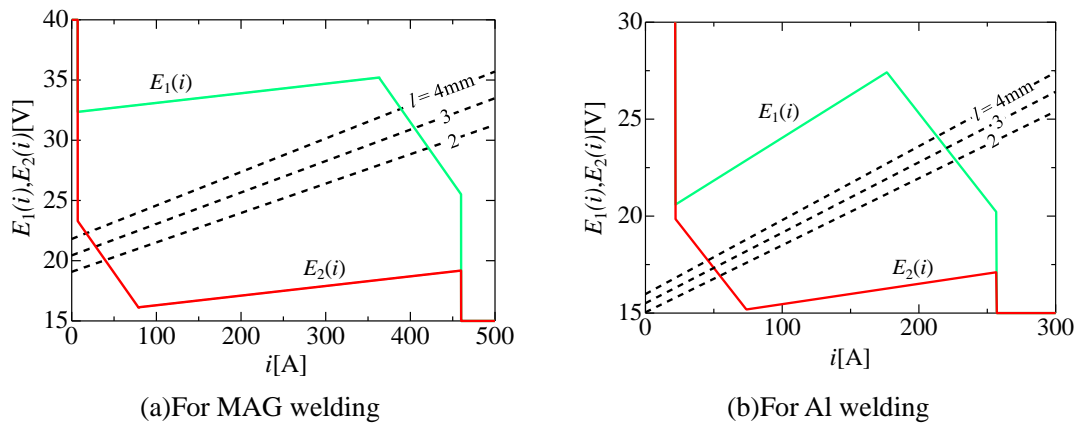 E₁(i),E₂(i)[V]
40
35
30
25
20
15
E₁(i)
l = 4mm
3
2
E₂(i)
0
100
200
300
400
500
i[A]
(a)For MAG welding
E₁(i),E₂(i)[V]
30
25
20
15
E₁(i)
l = 4mm
3
2
E₂(i)
0
100
200
300
i[A]
(b)For Al welding